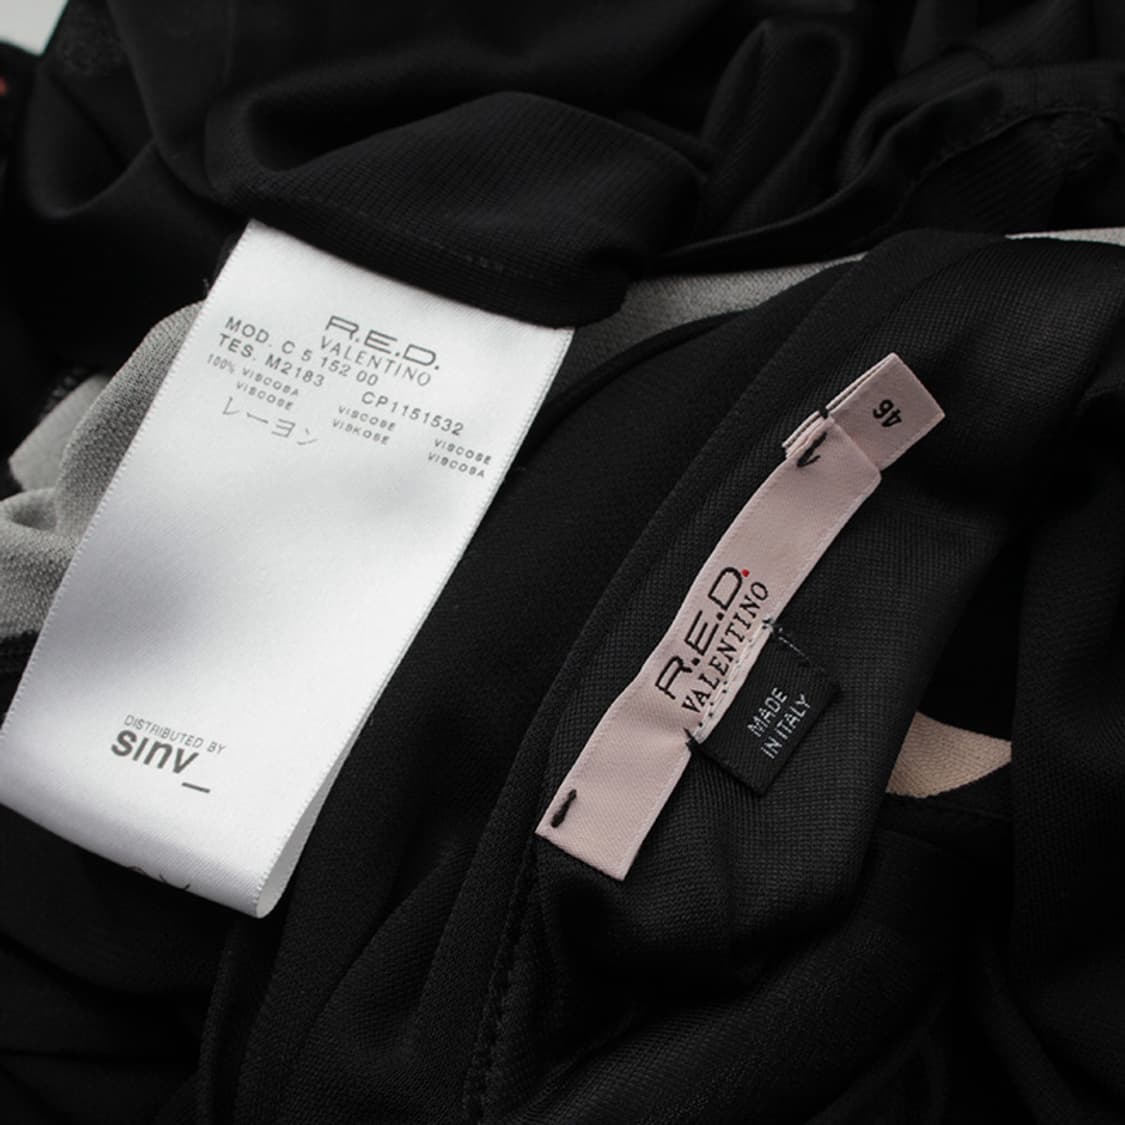 R.E.D.
VALENTINO
MOD. C 5 152 00
TES. M2183
CP1151532
100% VISCOSA
VISCOSE
VISCOSE
VISKOSE
VISCOSE
VISCOSA
レーヨン
DISTRIBUTED BY
sinv_
46
R.E.D.
VALENTINO
MADE
IN ITALY